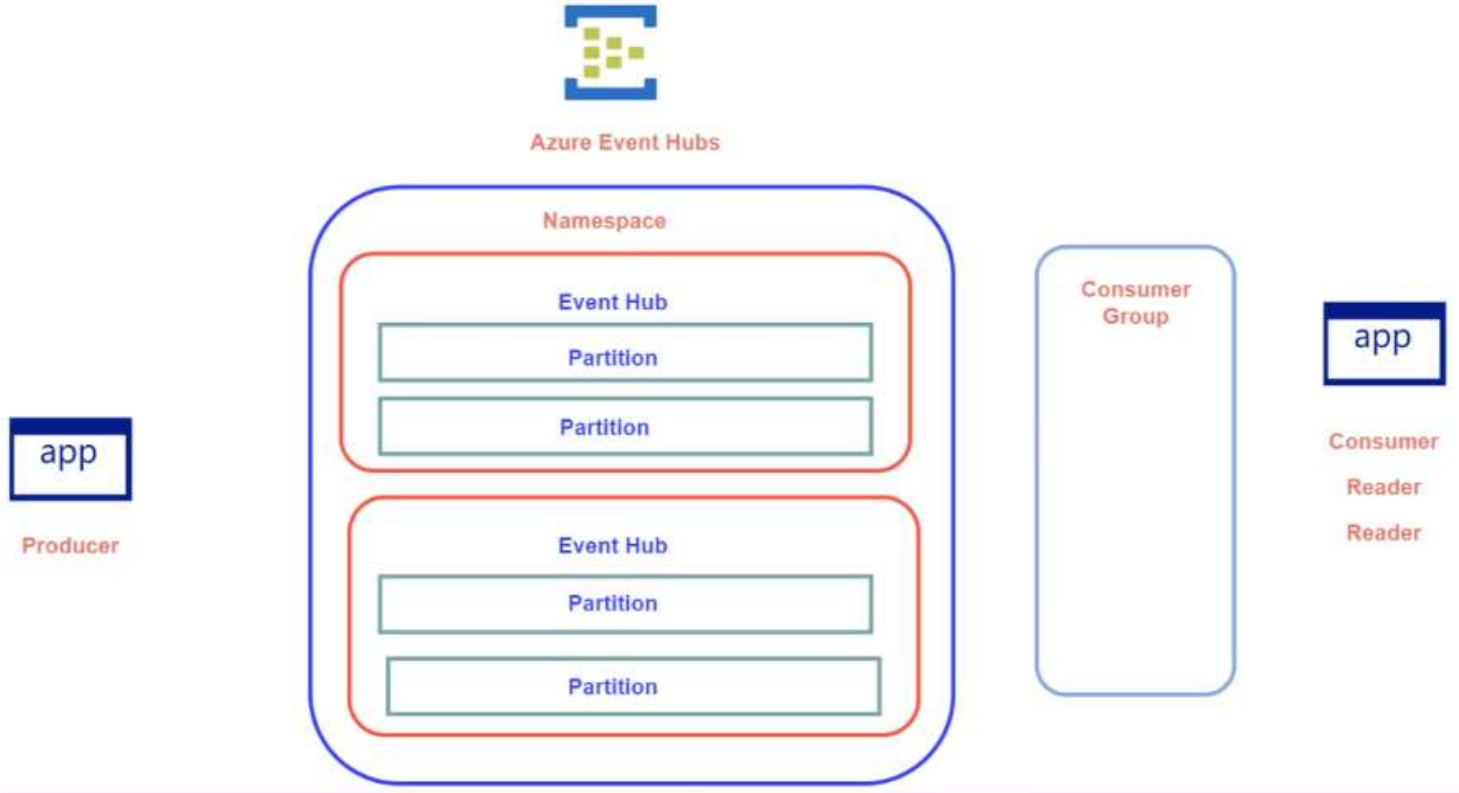 Azure Event Hubs
Namespace
Event Hub
Partition
Partition
Event Hub
Partition
Partition
app
Producer
Consumer
Group
app
Consumer
Reader
Reader